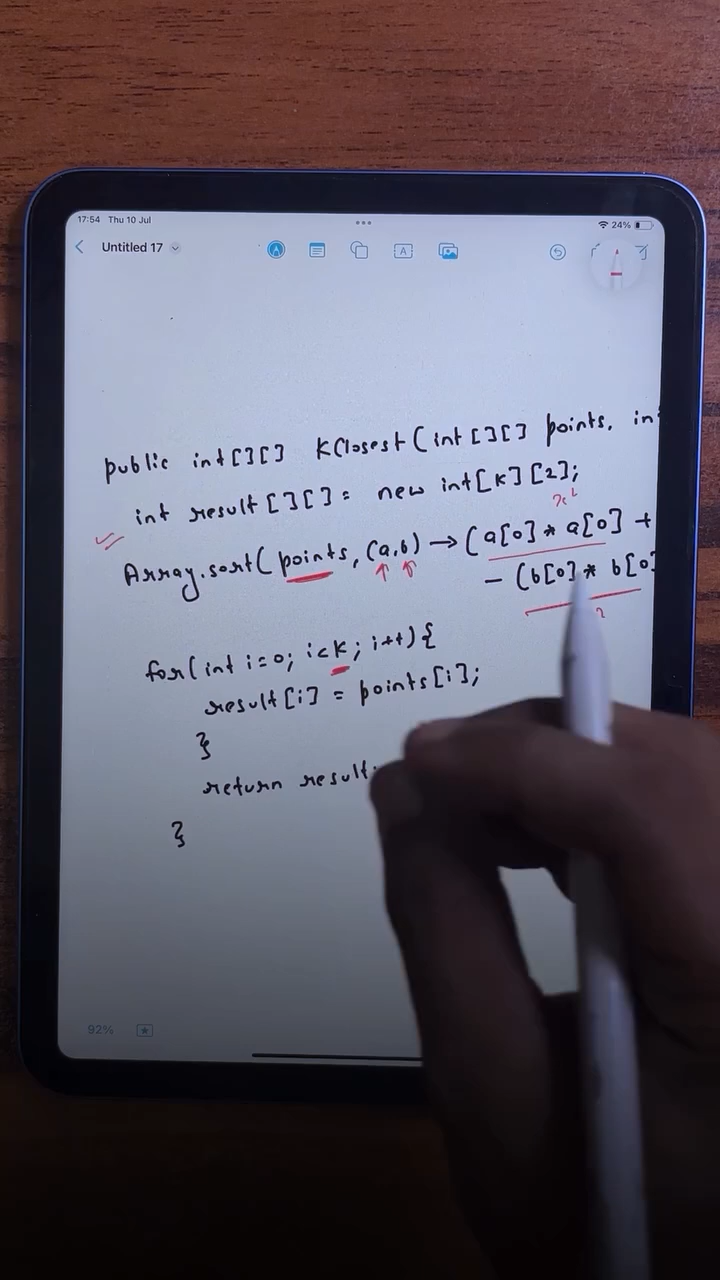 17:54 Thu 10 Jul
24%
Untitled 17
public int[][] KClosest(int[][] points, in
int result[][] = new int[k][2];
x²
Array.sort(points, (a,b) → (a[0] * a[0] +
- (b[0] * b[0]
for(int i=0; i<k; i++){
result[i] = points[i];
}
return result;
}
92%